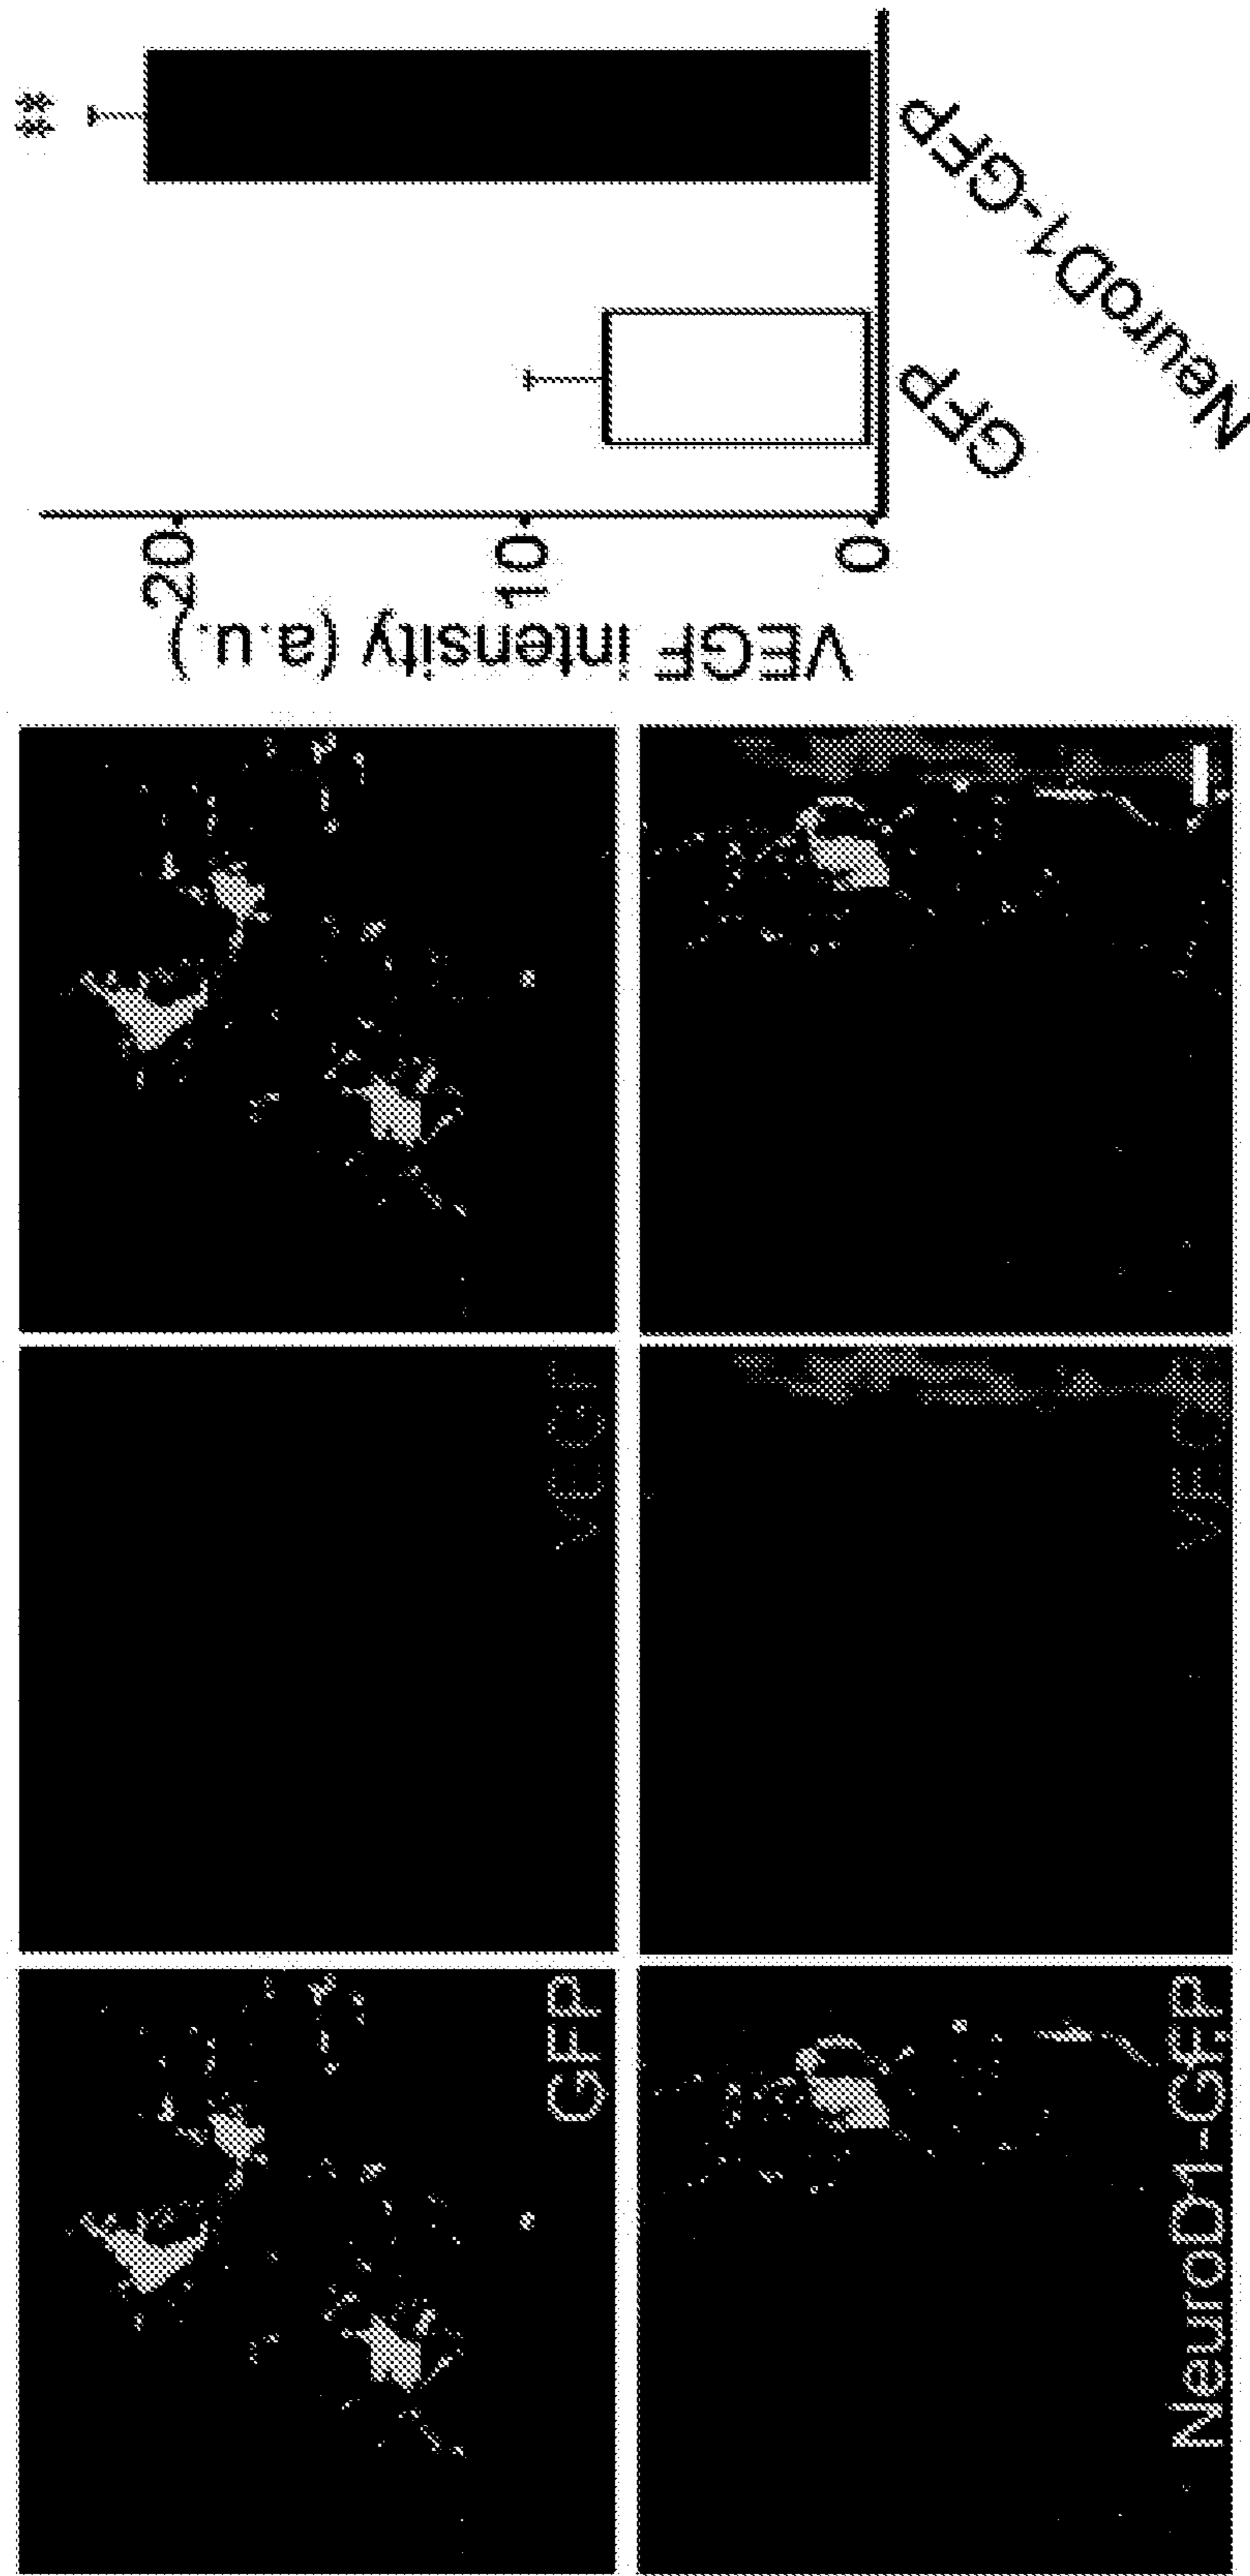 GFP
VEGF
NeuroD1-GFP
VEGF
VEGF intensity (a.u.)
**
20
10
0
GFP
NeuroD1-GFP